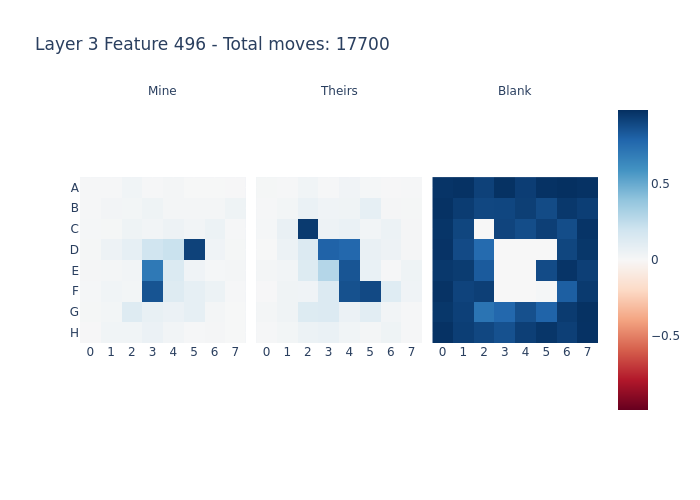 Layer 3 Feature 496 - Total moves: 17700
Mine Theirs Blank
A
B
C
D
E
F
G
H
0 1 2 3 4 5 6 7 0 1 2 3 4 5 6 7 0 1 2 3 4 5 6 7
0.5
0
−0.5